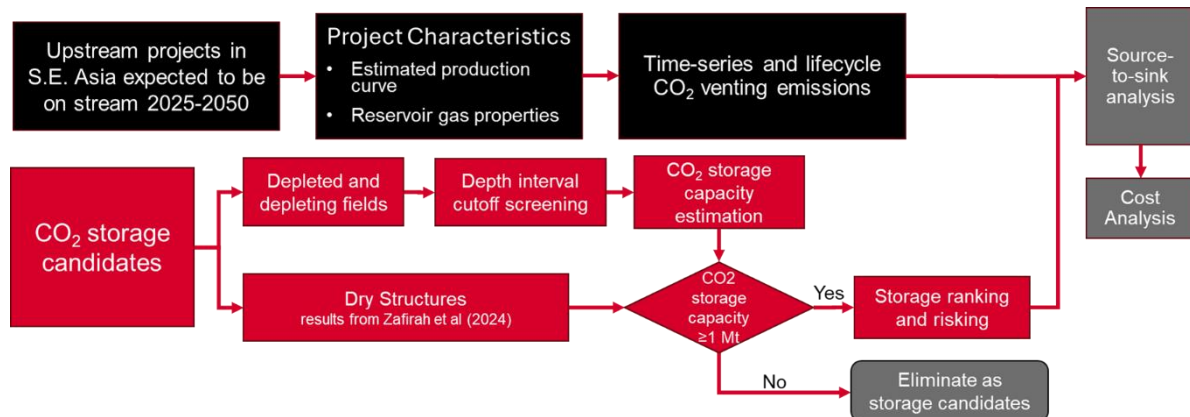 Upstream projects in
S.E. Asia expected to be
on stream 2025-2050
Project Characteristics
• Estimated production
curve
• Reservoir gas properties
Time-series and lifecycle
CO₂ venting emissions
Source-
to-sink
analysis
Cost
Analysis
CO₂ storage
candidates
Depleted and
depleting fields
Depth interval
cutoff screening
CO₂ storage
capacity
estimation
Dry Structures
results from Zafirah et al (2024)
CO2
storage
capacity
≥1 Mt
Yes
Storage ranking
and risking
No
Eliminate as
storage candidates